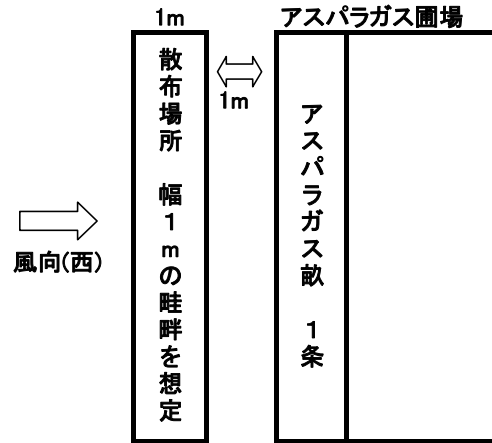 1m
アスパラガス圃場
散布場所 幅1mの畦畔を想定
1m
アスパラガス畝 1条
風向(西)